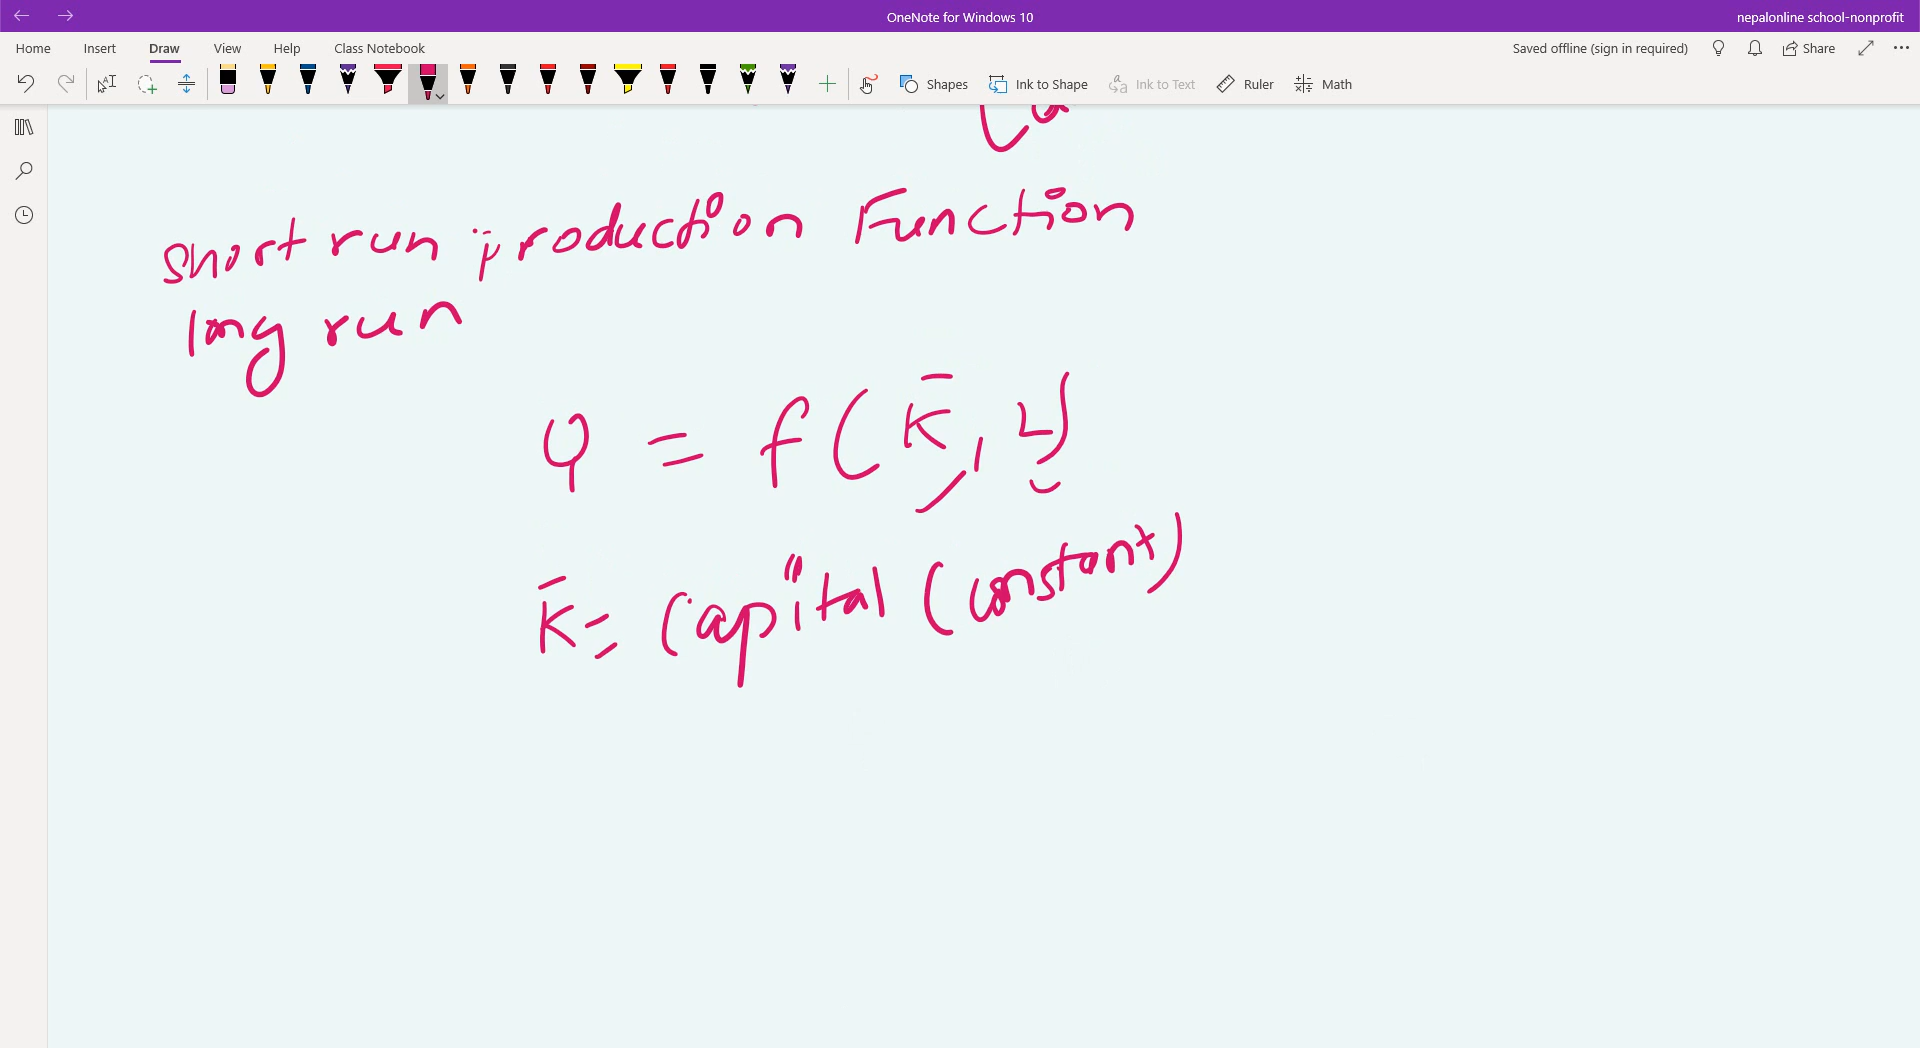 OneNote for Windows 10
nepalonline school-nonprofit
Home Insert Draw View Help Class Notebook
Saved offline (sign in required) Share
Shapes Ink to Shape Ink to Text Ruler Math
short run production Function
long run
Q = f(K̄, L)
K̄ = Capital (constant)